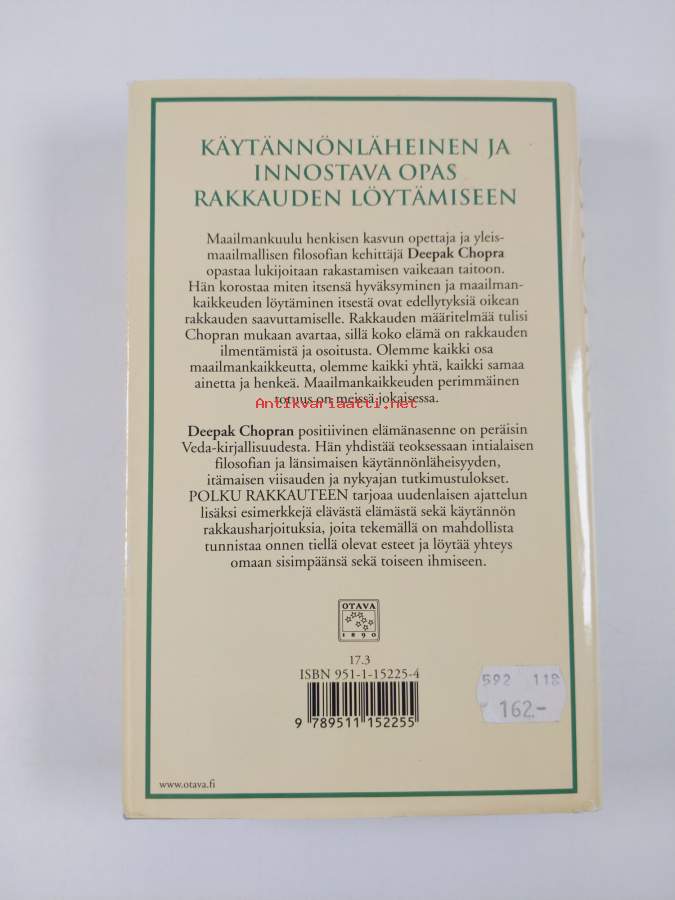 KÄYTÄNNÖNLÄHEINEN JA
INNOSTAVA OPAS
RAKKAUDEN LÖYTÄMISEEN
Maailmankuulu henkisen kasvun opettaja ja yleis-
maailmallisen filosofian kehittäjä Deepak Chopra
opastaa lukijoitaan rakastamisen vaikeaan taitoon.
Hän korostaa miten itsensä hyväksyminen ja maailman-
kaikkeuden löytäminen itsestä ovat edellytyksiä oikean
rakkauden saavuttamiselle. Rakkauden määritelmää tulisi
Chopran mukaan avartaa, sillä koko elämä on rakkauden
ilmentämistä ja osoitusta. Olemme kaikki osa
maailmankaikkeutta, olemme kaikki yhtä, kaikki samaa
ainetta ja henkeä. Maailmankaikkeuden perimmäinen
totuus on meissä jokaisessa.
Antikvariaatti.net
Deepak Chopran positiivinen elämänasenne on peräisin
Veda-kirjallisuudesta. Hän yhdistää teoksessaan intialaisen
filosofian ja länsimaisen käytännönläheisyyden,
itämaisen viisauden ja nykyajan tutkimustulokset.
POLKU RAKKAUTEEN tarjoaa uudenlaisen ajattelun
lisäksi esimerkkejä elävästä elämästä sekä käytännön
rakkausharjoituksia, joita tekemällä on mahdollista
tunnistaa onnen tiellä olevat esteet ja löytää yhteys
omaan sisimpäänsä sekä toiseen ihmiseen.
OTAVA
1890
17.3
ISBN 951-1-15225-4
9 789511 152255
592 118
162.-
www.otava.fi